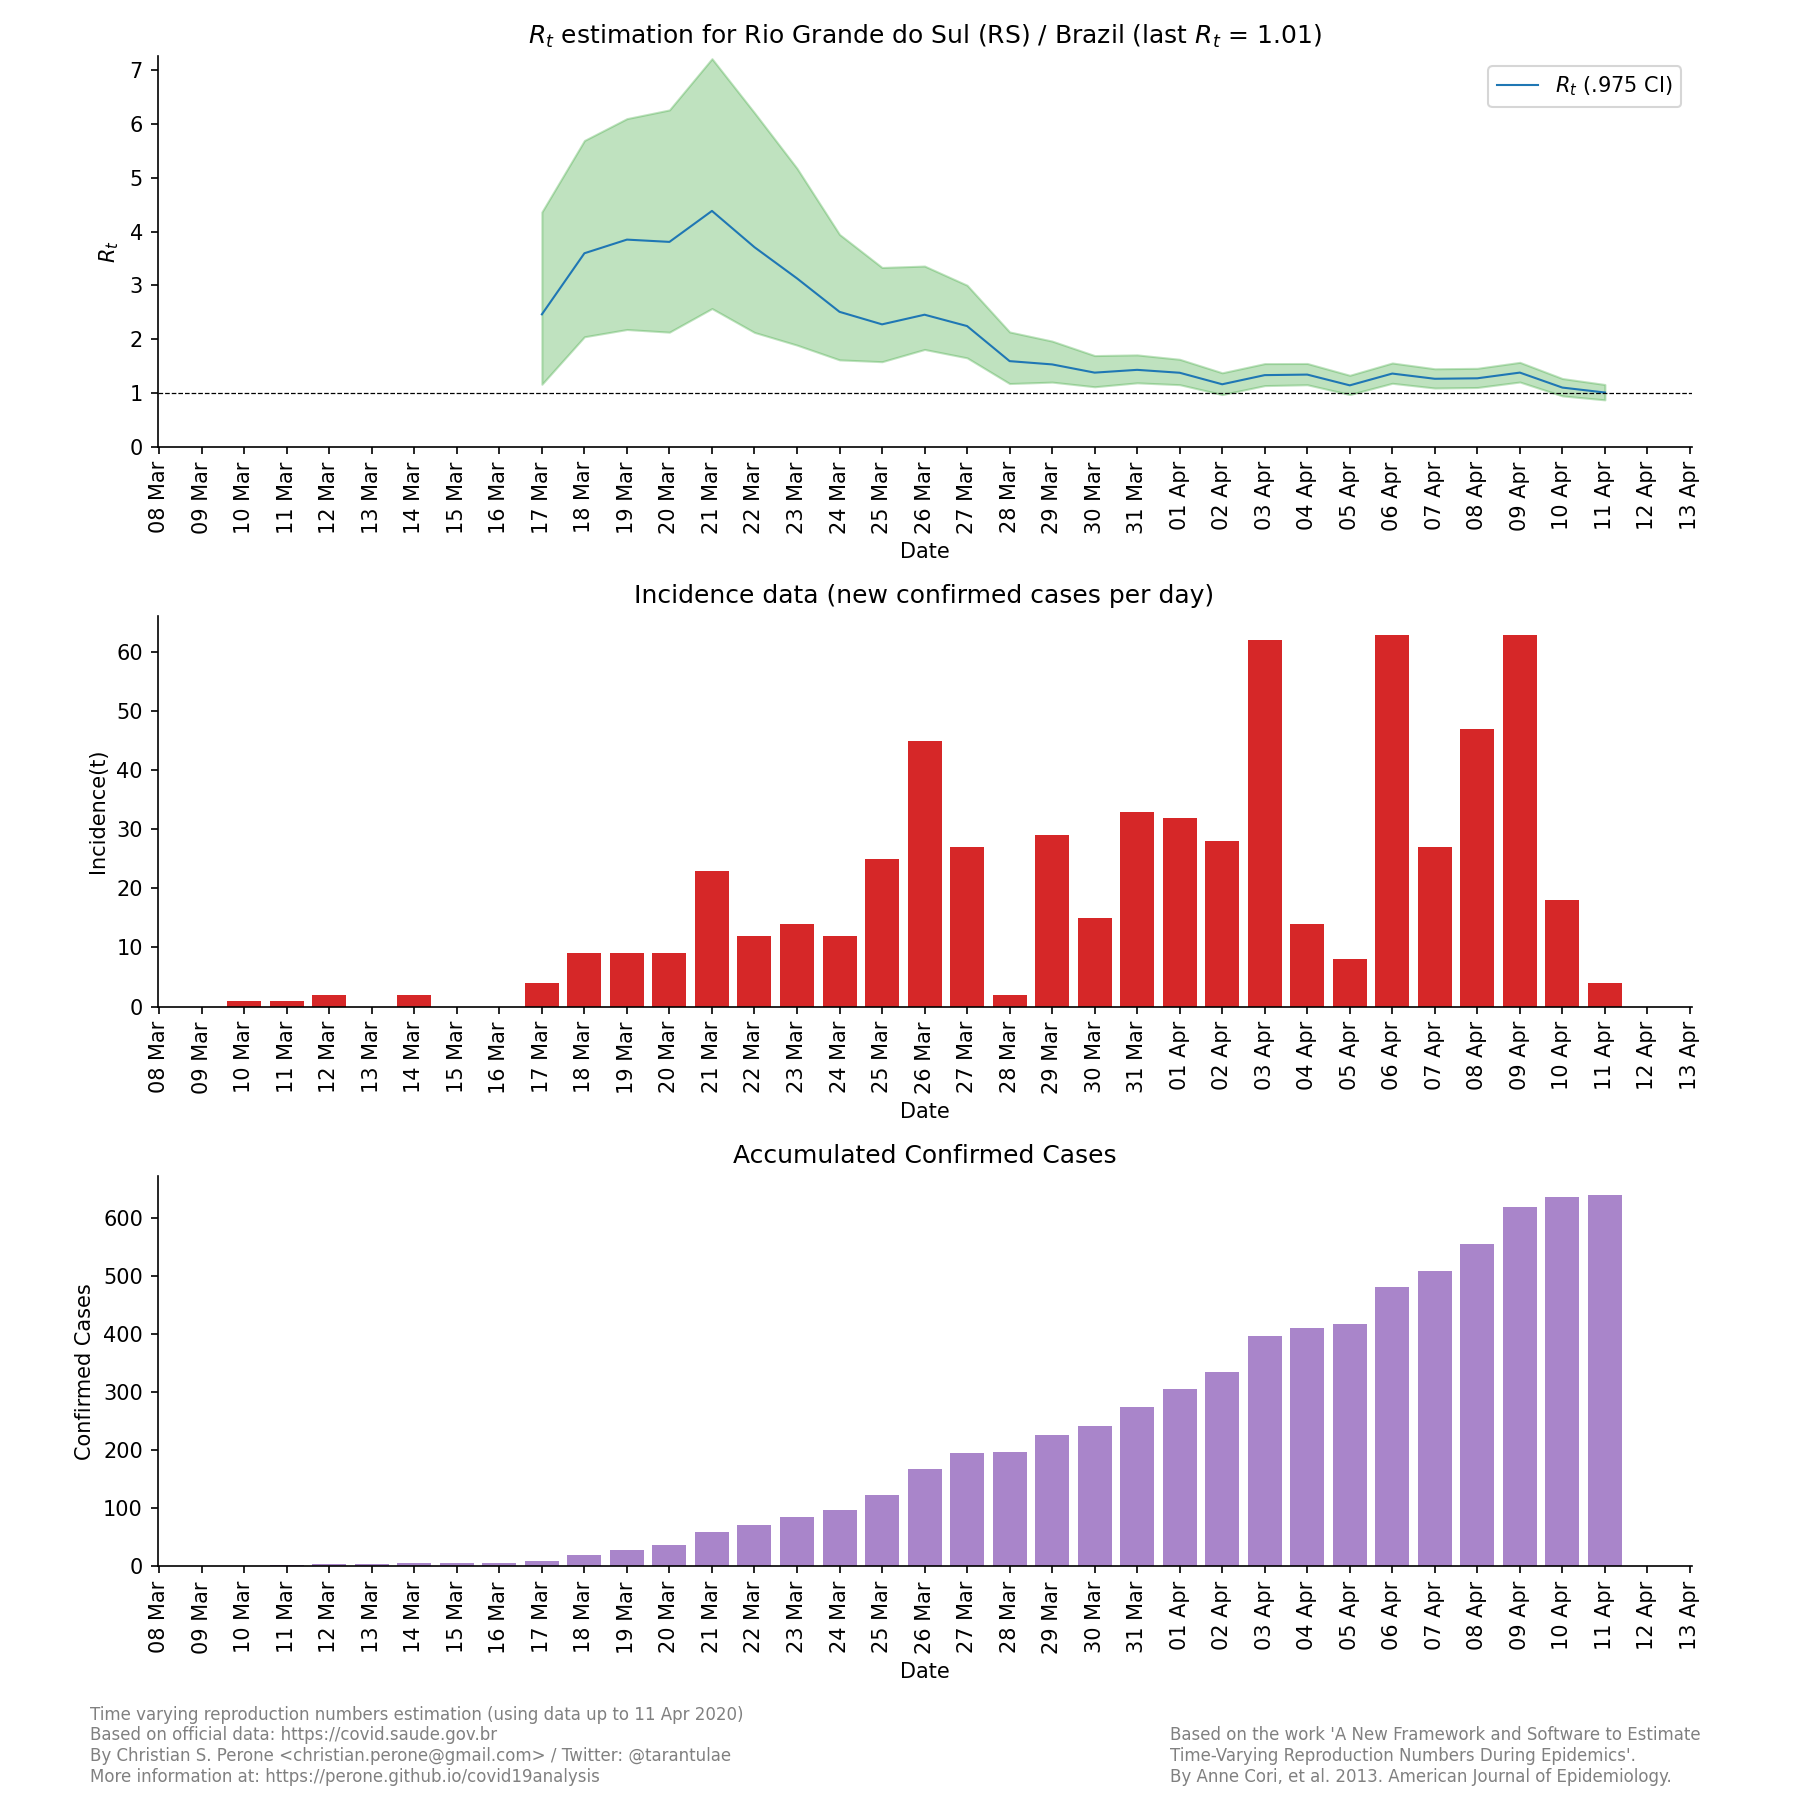 R_t estimation for Rio Grande do Sul (RS) / Brazil (last R_t = 1.01)
R_t (.975 CI)
R_t
7
6
5
4
3
2
1
0
08 Mar 09 Mar 10 Mar 11 Mar 12 Mar 13 Mar 14 Mar 15 Mar 16 Mar 17 Mar 18 Mar 19 Mar 20 Mar 21 Mar 22 Mar 23 Mar 24 Mar 25 Mar 26 Mar 27 Mar 28 Mar 29 Mar 30 Mar 31 Mar 01 Apr 02 Apr 03 Apr 04 Apr 05 Apr 06 Apr 07 Apr 08 Apr 09 Apr 10 Apr 11 Apr 12 Apr 13 Apr
Date
Incidence data (new confirmed cases per day)
Incidence(t)
60
50
40
30
20
10
0
08 Mar 09 Mar 10 Mar 11 Mar 12 Mar 13 Mar 14 Mar 15 Mar 16 Mar 17 Mar 18 Mar 19 Mar 20 Mar 21 Mar 22 Mar 23 Mar 24 Mar 25 Mar 26 Mar 27 Mar 28 Mar 29 Mar 30 Mar 31 Mar 01 Apr 02 Apr 03 Apr 04 Apr 05 Apr 06 Apr 07 Apr 08 Apr 09 Apr 10 Apr 11 Apr 12 Apr 13 Apr
Date
Accumulated Confirmed Cases
Confirmed Cases
600
500
400
300
200
100
0
08 Mar 09 Mar 10 Mar 11 Mar 12 Mar 13 Mar 14 Mar 15 Mar 16 Mar 17 Mar 18 Mar 19 Mar 20 Mar 21 Mar 22 Mar 23 Mar 24 Mar 25 Mar 26 Mar 27 Mar 28 Mar 29 Mar 30 Mar 31 Mar 01 Apr 02 Apr 03 Apr 04 Apr 05 Apr 06 Apr 07 Apr 08 Apr 09 Apr 10 Apr 11 Apr 12 Apr 13 Apr
Date
Time varying reproduction numbers estimation (using data up to 11 Apr 2020)
Based on official data: https://covid.saude.gov.br
By Christian S. Perone <christian.perone@gmail.com> / Twitter: @tarantulae
More information at: https://perone.github.io/covid19analysis
Based on the work 'A New Framework and Software to Estimate
Time-Varying Reproduction Numbers During Epidemics'.
By Anne Cori, et al. 2013. American Journal of Epidemiology.